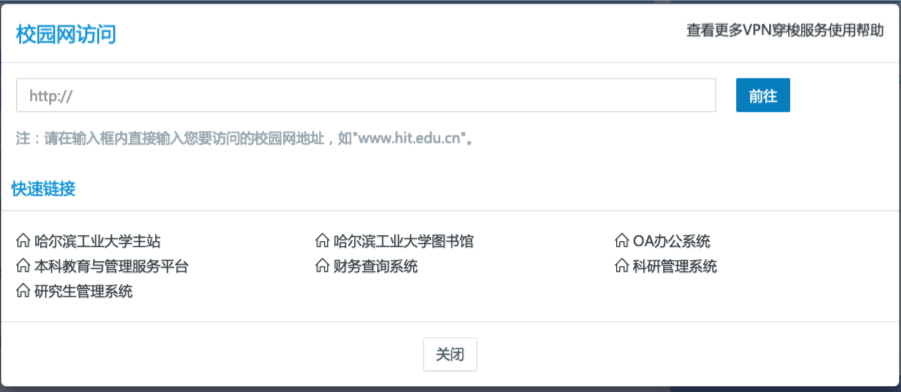 校园网访问
查看更多VPN穿梭服务使用帮助
http://
前往
注：请在输入框内直接输入您要访问的校园网地址，如"www.hit.edu.cn"。
快速链接
哈尔滨工业大学主站
哈尔滨工业大学图书馆
OA办公系统
本科教育与管理服务平台
财务查询系统
科研管理系统
研究生管理系统
关闭